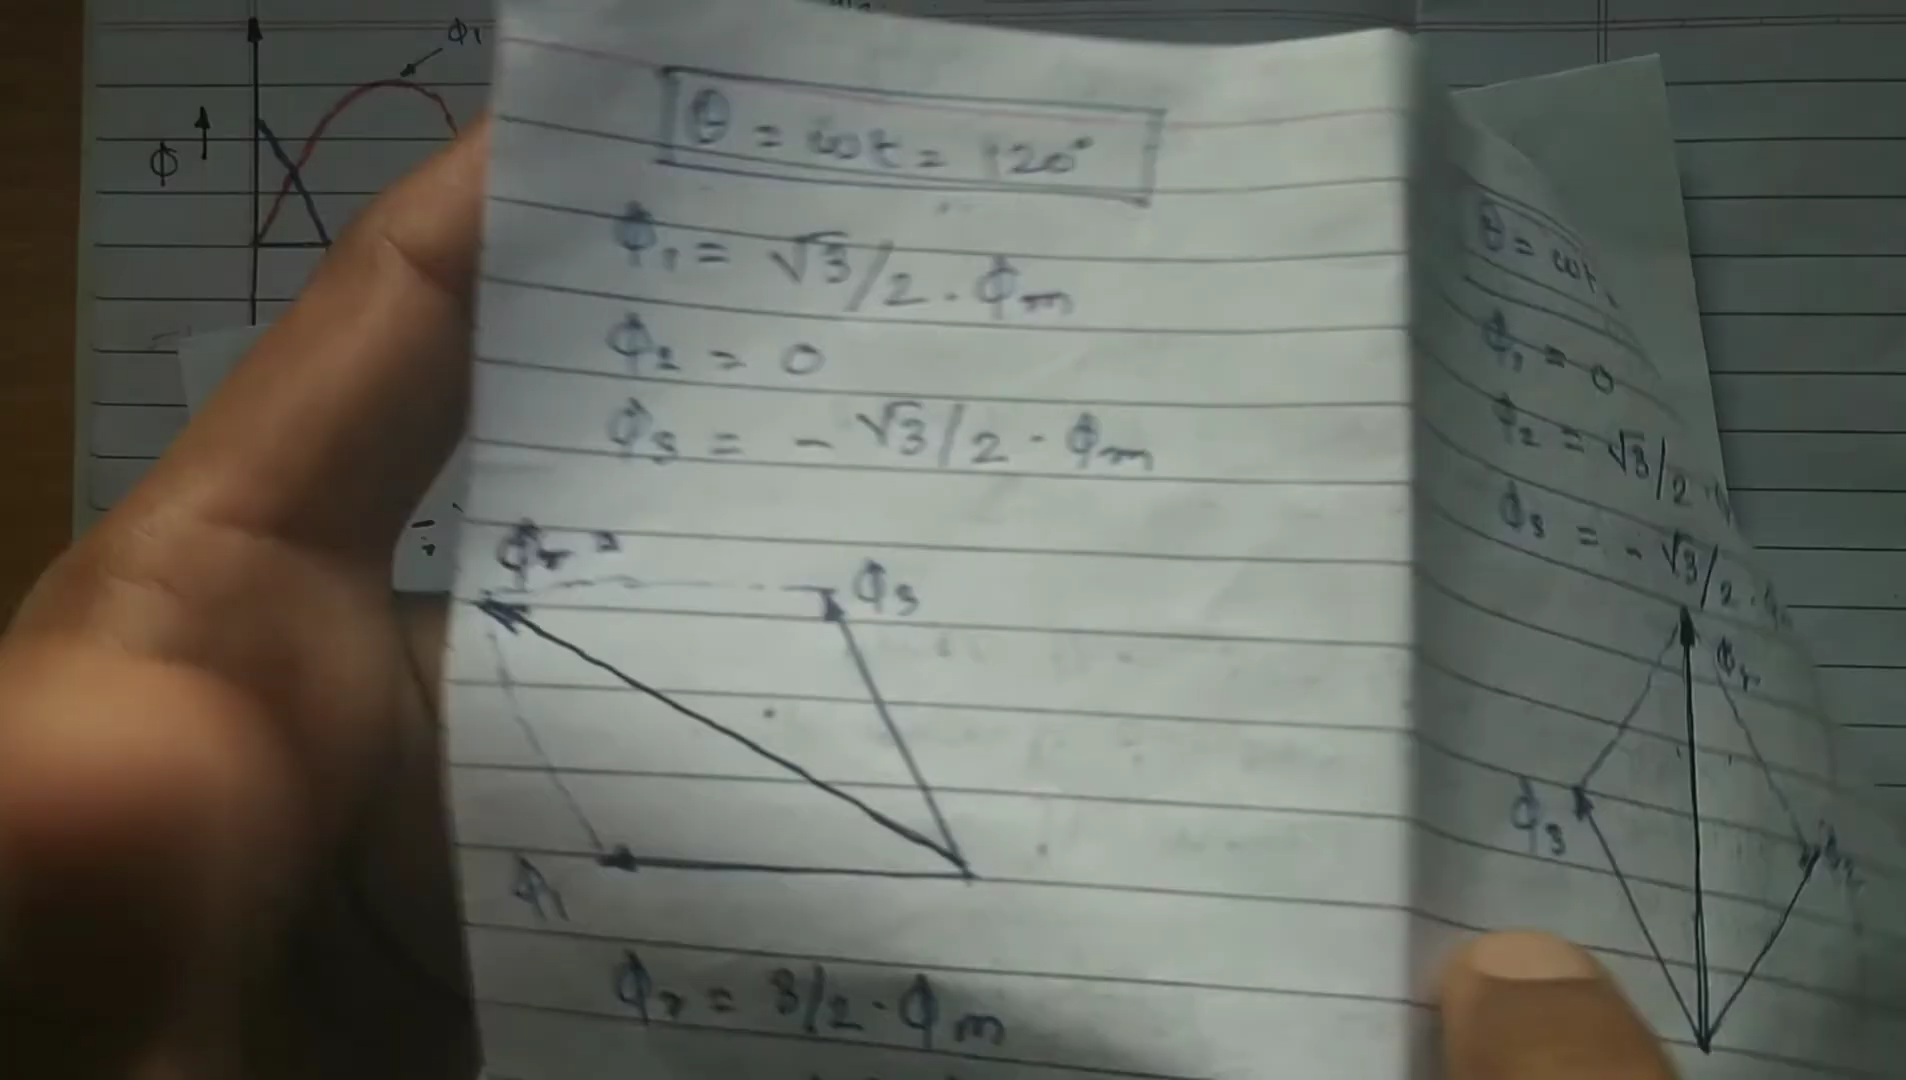 Φ₁
Φ
θ = ωt = 120°
Φ₁ = √3/2 . Φm
Φ₂ = 0
Φ₃ = - √3/2 . Φm
Φr =
Φ₃
Φ₁
Φr = 3/2 . Φm
θ = ωt
Φ₁ = 0
Φ₂ = √3/2
Φ₃ = - √3/2 .
Φr
Φ₃
Φ₂